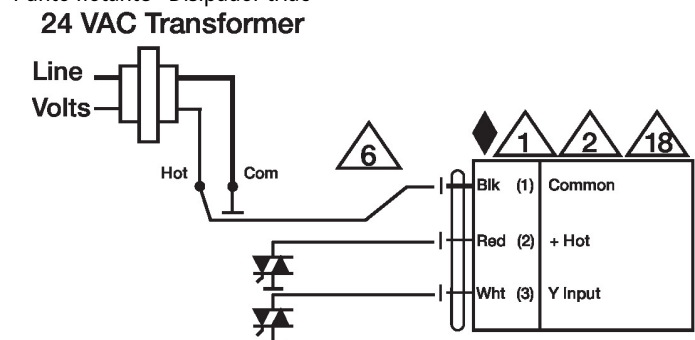 24 VAC Transformer
Line
Volts
Hot
Com
6
1
2
18
Blk (1) Common
Red (2) + Hot
Wht (3) Y Input